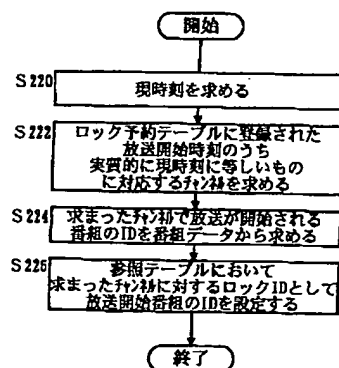 開始
S220
現時刻を求める
S222
ロック予約テーブルに登録された
放送開始時刻のうち
実質的に現時刻に等しいもの
に対応するチャンネルを求める
S224
求まったチャンネルで放送が開始される
番組のIDを番組データから求める
S226
参照テーブルにおいて
求まったチャンネルに対するロックIDとして
放送開始番組のIDを設定する
終了